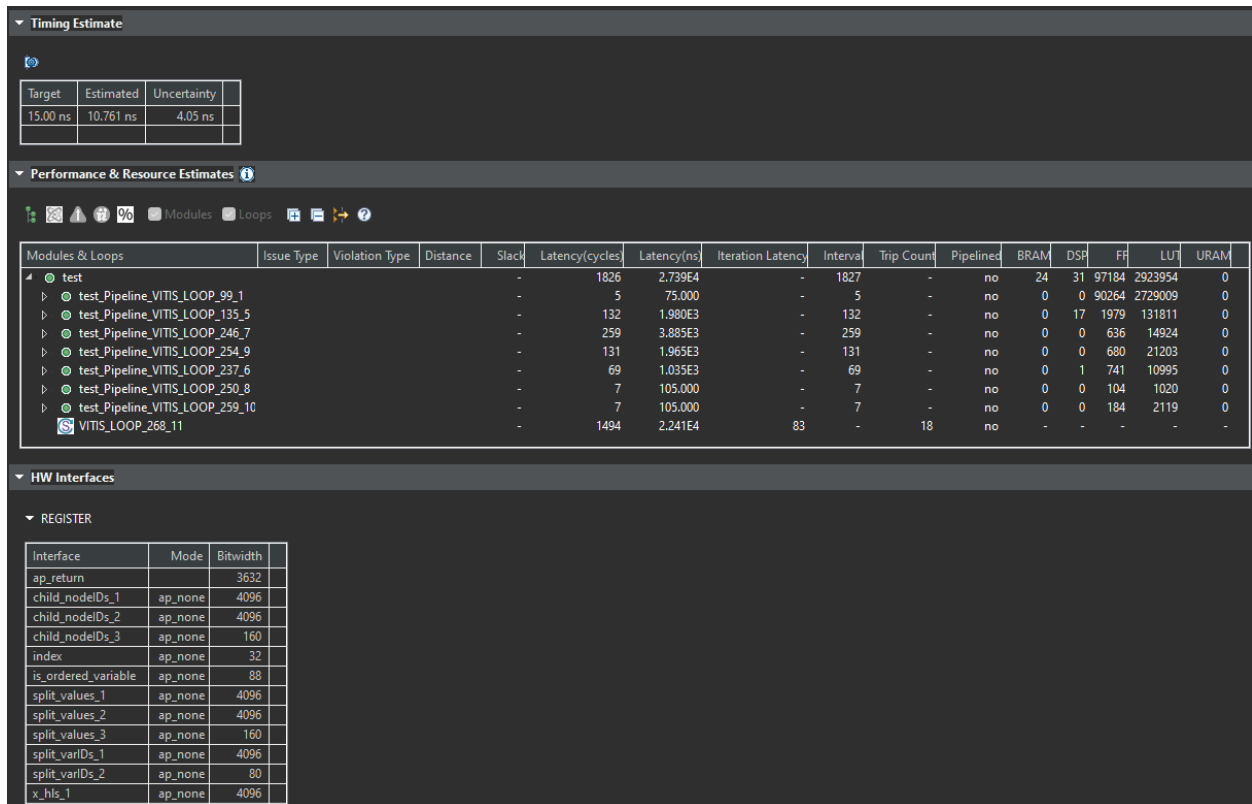 Timing Estimate
Target Estimated Uncertainty
15.00 ns 10.761 ns 4.05 ns
Performance & Resource Estimates
% Modules Loops
Modules & Loops Issue Type Violation Type Distance Slack Latency(cycles) Latency(ns) Iteration Latency Interval Trip Count Pipelined BRAM DSP FF LUT URAM
test - 1826 2.739E4 - 1827 - no 24 31 97184 2923954 0
test_Pipeline_VITIS_LOOP_99_1 - 5 75.000 - 5 - no 0 0 90264 2729009 0
test_Pipeline_VITIS_LOOP_135_5 - 132 1.980E3 - 132 - no 0 17 1979 131811 0
test_Pipeline_VITIS_LOOP_246_7 - 259 3.885E3 - 259 - no 0 0 636 14924 0
test_Pipeline_VITIS_LOOP_254_9 - 131 1.965E3 - 131 - no 0 0 680 21203 0
test_Pipeline_VITIS_LOOP_237_6 - 69 1.035E3 - 69 - no 0 1 741 10995 0
test_Pipeline_VITIS_LOOP_250_8 - 7 105.000 - 7 - no 0 0 104 1020 0
test_Pipeline_VITIS_LOOP_259_10 - 7 105.000 - 7 - no 0 0 184 2119 0
VITIS_LOOP_268_11 - 1494 2.241E4 83 - 18 no - - - - -
HW Interfaces
REGISTER
Interface Mode Bitwidth
ap_return 3632
child_nodeIDs_1 ap_none 4096
child_nodeIDs_2 ap_none 4096
child_nodeIDs_3 ap_none 160
index ap_none 32
is_ordered_variable ap_none 88
split_values_1 ap_none 4096
split_values_2 ap_none 4096
split_values_3 ap_none 160
split_varIDs_1 ap_none 4096
split_varIDs_2 ap_none 80
x_hls_1 ap_none 4096